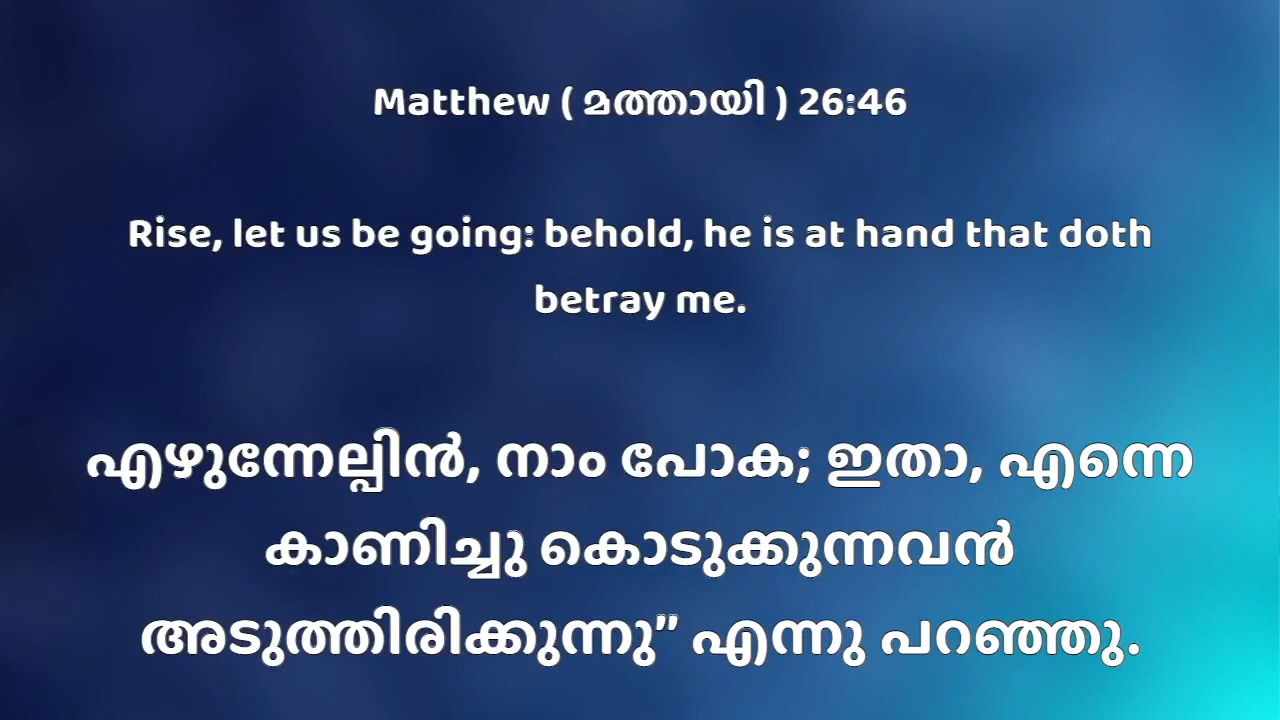 Matthew ( മത്തായി ) 26:46
Rise, let us be going: behold, he is at hand that doth
betray me.
എഴുന്നേല്പിൻ, നാം പോക; ഇതാ, എന്നെ
കാണിച്ചു കൊടുക്കുന്നവൻ
അടുത്തിരിക്കുന്നു” എന്നു പറഞ്ഞു.